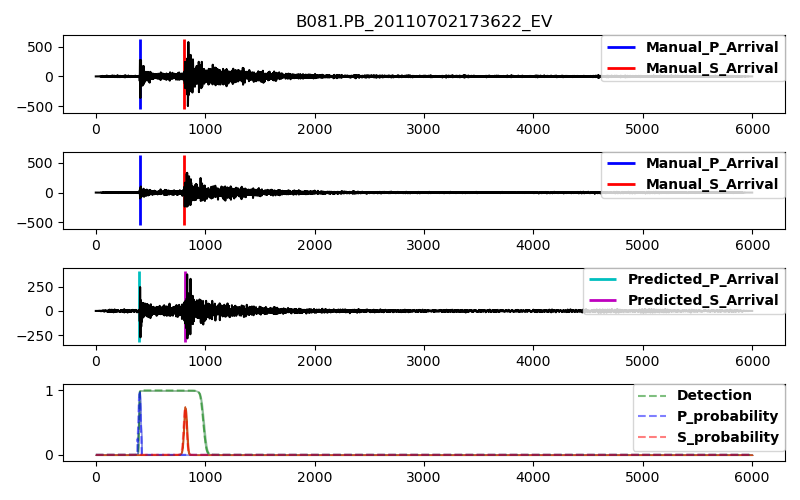 B081.PB_20110702173622_EV
500
0
−500
Manual_P_Arrival
Manual_S_Arrival
0 1000 2000 3000 4000 5000 6000
500
0
−500
Manual_P_Arrival
Manual_S_Arrival
0 1000 2000 3000 4000 5000 6000
250
0
−250
Predicted_P_Arrival
Predicted_S_Arrival
0 1000 2000 3000 4000 5000 6000
1
0
Detection
P_probability
S_probability
0 1000 2000 3000 4000 5000 6000